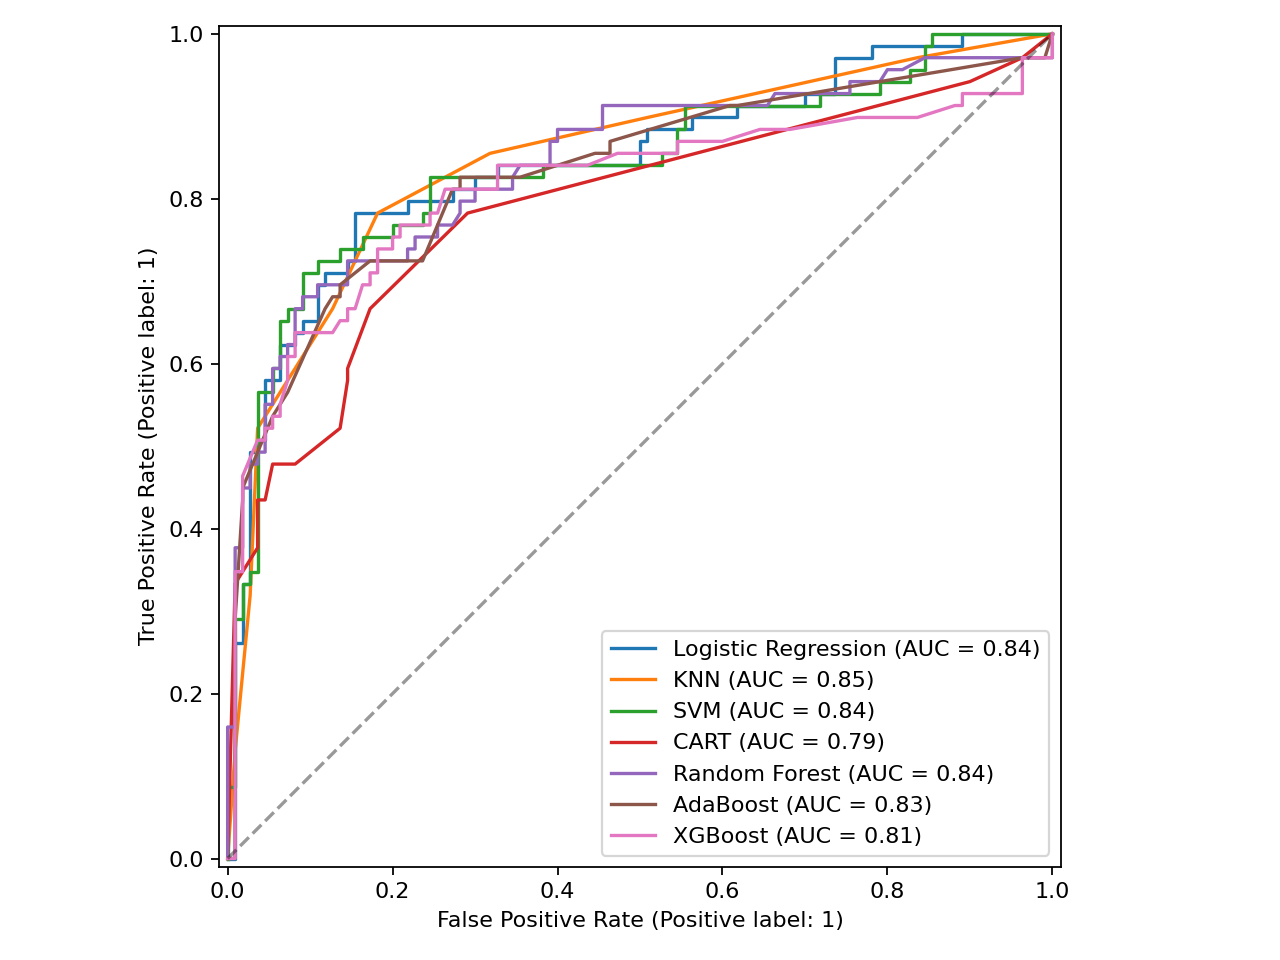 1.0
0.8
0.6
0.4
0.2
0.0
True Positive Rate (Positive label: 1)
Logistic Regression (AUC = 0.84)
KNN (AUC = 0.85)
SVM (AUC = 0.84)
CART (AUC = 0.79)
Random Forest (AUC = 0.84)
AdaBoost (AUC = 0.83)
XGBoost (AUC = 0.81)
0.0 0.2 0.4 0.6 0.8 1.0
False Positive Rate (Positive label: 1)